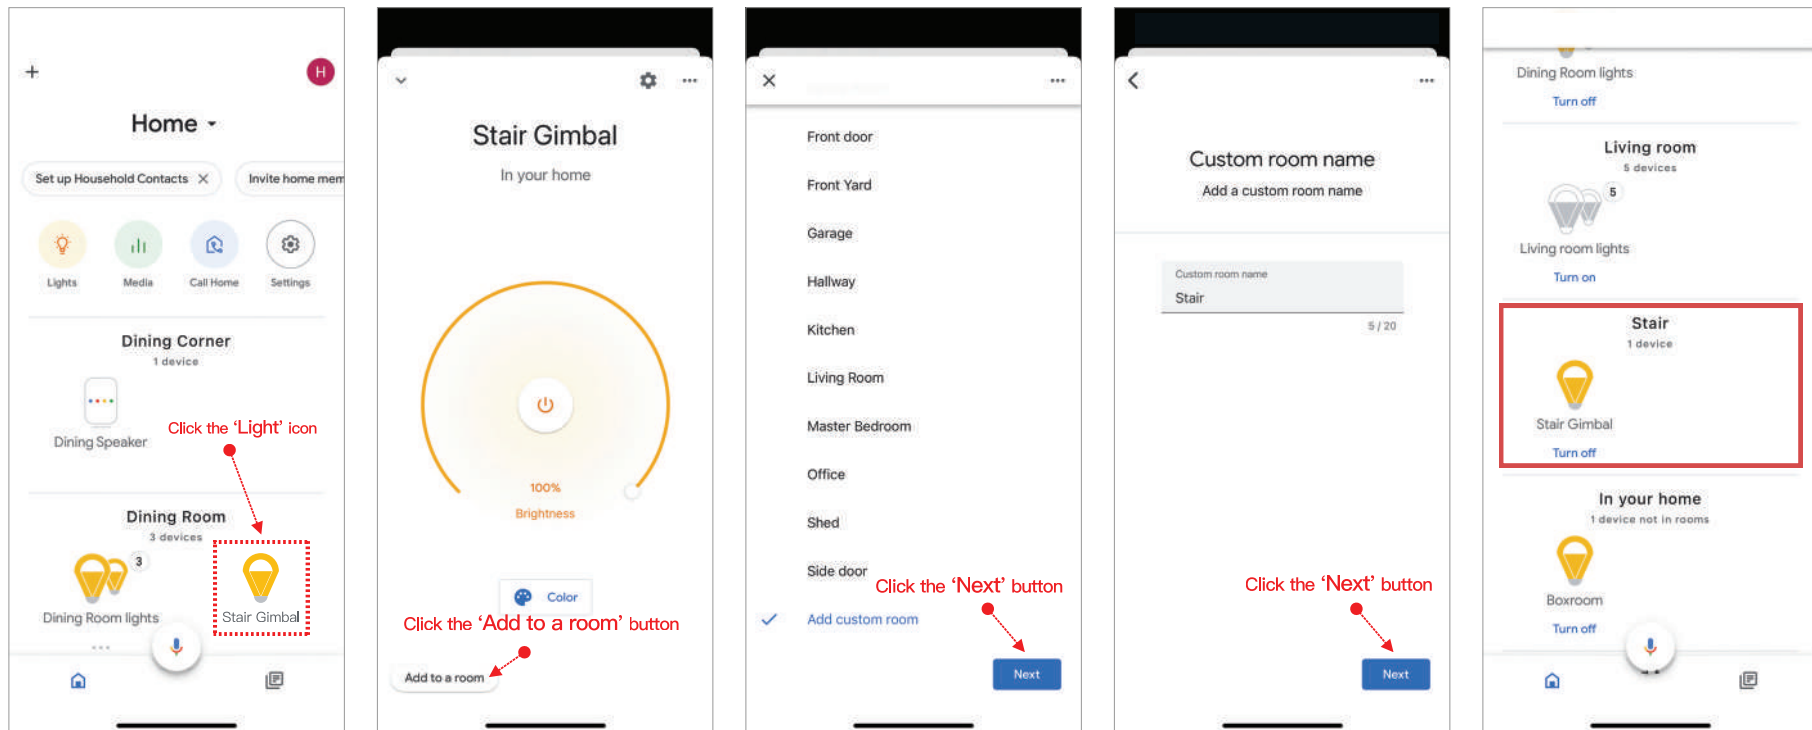 H
Home
Set up Household Contacts
Invite home mem
Lights
Media
Call Home
Settings
Dining Corner
1 device
Dining Speaker
Click the ‘Light’ icon
Dining Room
3 devices
3
Dining Room lights
Stair Gimbal
Stair Gimbal
In your home
100%
Brightness
Color
Click the ‘Add to a room’ button
Add to a room
Front door
Front Yard
Garage
Hallway
Kitchen
Living Room
Master Bedroom
Office
Shed
Side door
Click the ‘Next’ button
Add custom room
Next
Custom room name
Add a custom room name
Custom room name
Stair
5 / 20
Click the ‘Next’ button
Next
Dining Room lights
Turn off
Living room
5 devices
5
Living room lights
Turn on
Stair
1 device
Stair Gimbal
Turn off
In your home
1 device not in rooms
Boxroom
Turn off